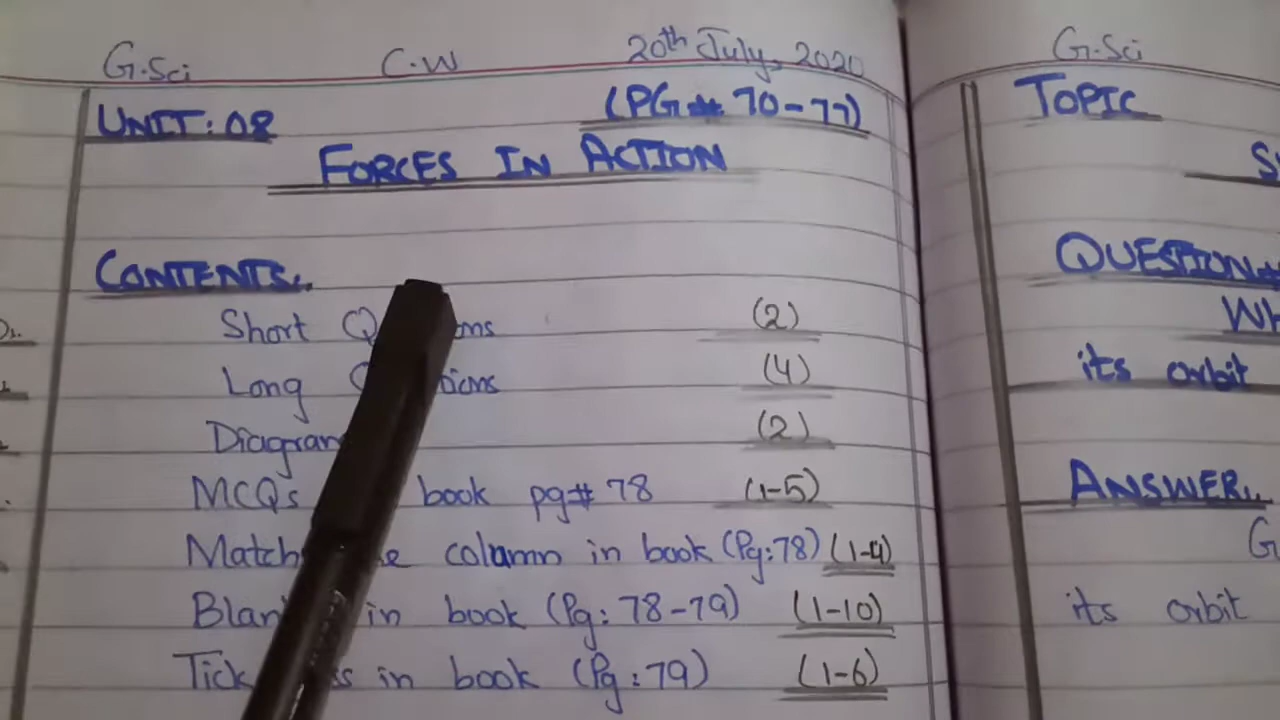 G.Sci C.W 20th July, 2020
UNIT: 08 (PG# 70-77)
FORCES IN ACTION
CONTENTS:.
Short (2)
Long (4)
(2)
MCQs book pg# 78 (1-5)
column in book (Pg:78) (1-4)
in book (Pg: 78-79) (1-10)
Tick in book (Pg: 79) (1-6)
G.Sci
TOPIC
QUESTION
its orbit
ANSWER:.
its orbit